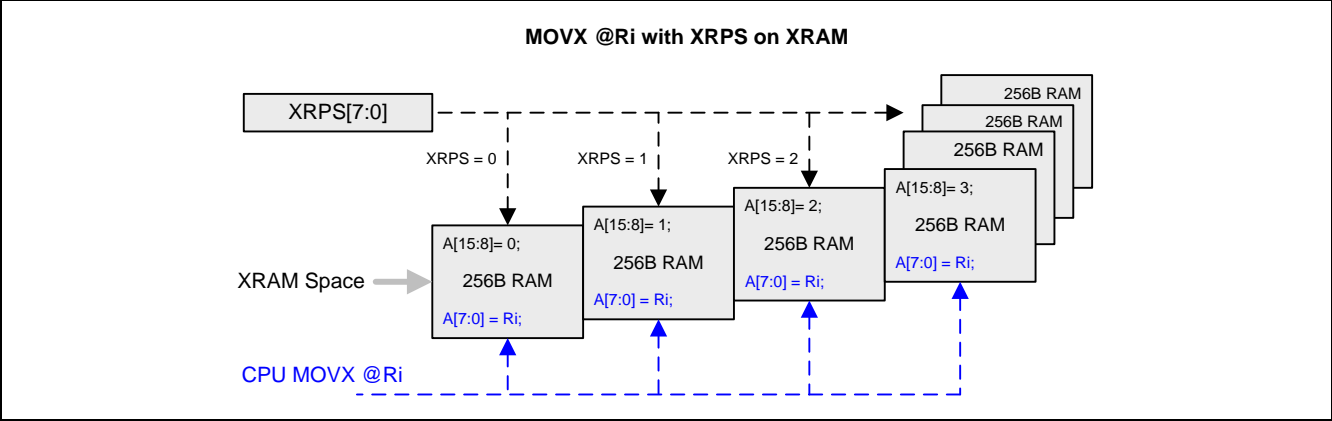 MOVX @Ri with XRPS on XRAM
XRPS[7:0]
XRPS = 0
XRPS = 1
XRPS = 2
256B RAM
256B RAM
256B RAM
A[15:8]= 0;
256B RAM
A[7:0] = Ri;
A[15:8]= 1;
256B RAM
A[7:0] = Ri;
A[15:8]= 2;
256B RAM
A[7:0] = Ri;
A[15:8]= 3;
256B RAM
A[7:0] = Ri;
XRAM Space
CPU MOVX @Ri